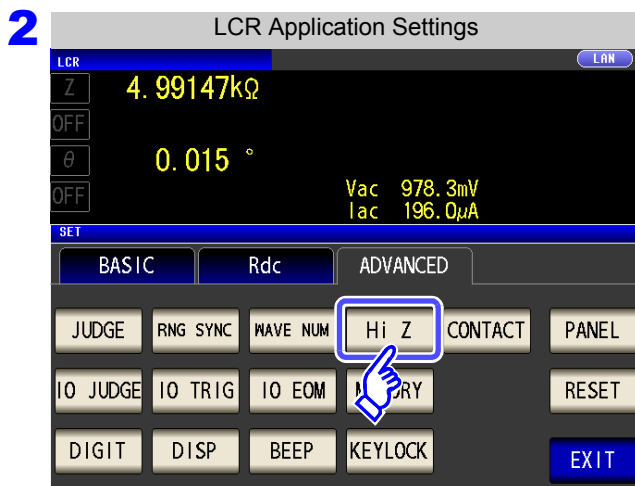 2
LCR Application Settings
LCR
LAN
Z 4.99147kΩ
OFF
θ 0.015 °
OFF
Vac 978.3mV
Iac 196.0μA
SET
BASIC Rdc ADVANCED
JUDGE RNG SYNC WAVE NUM Hi Z CONTACT PANEL
IO JUDGE IO TRIG IO EOM RESET
DIGIT DISP BEEP KEYLOCK EXIT